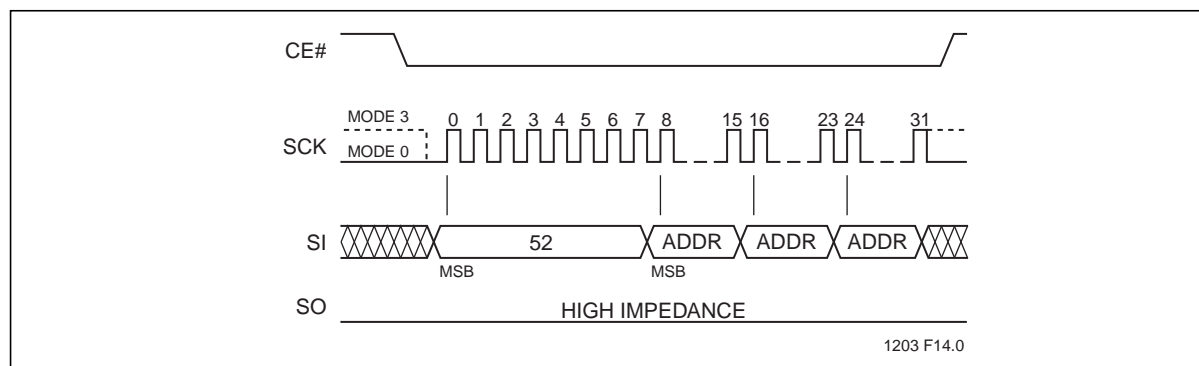 CE#
MODE 3
0 1 2 3 4 5 6 7 8 15 16 23 24 31
SCK
MODE 0
SI
52 ADDR ADDR ADDR
MSB MSB
SO
HIGH IMPEDANCE
1203 F14.0